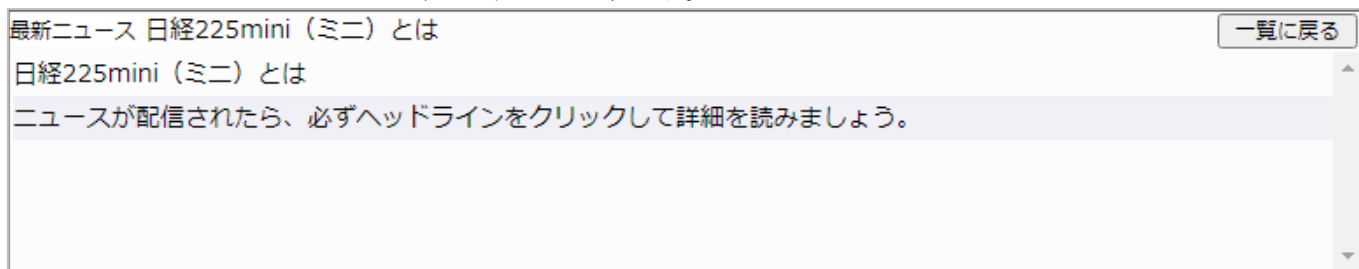 最新ニュース 日経225mini（ミニ）とは 一覧に戻る
日経225mini（ミニ）とは
ニュースが配信されたら、必ずヘッドラインをクリックして詳細を読みましょう。